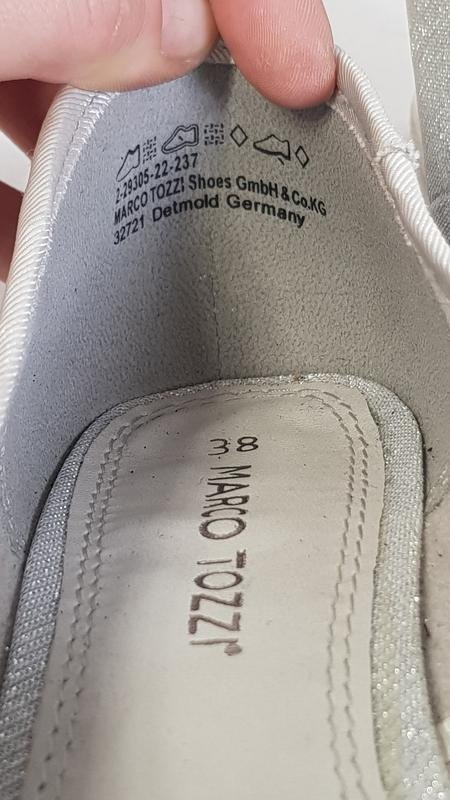 2-29305-22-237
MARCO TOZZI Shoes GmbH & Co.KG
32721 Detmold Germany
38 MARCO TOZZI